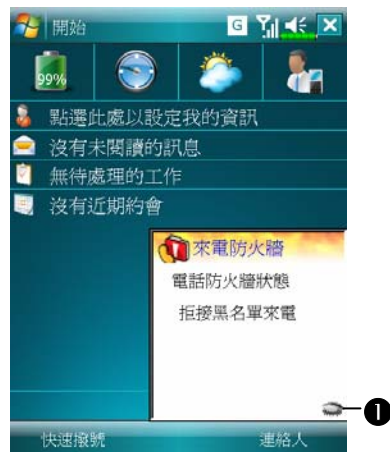 開始
G
99%
點選此處以設定我的資訊
沒有未閱讀的訊息
無待處理的工作
沒有近期約會
來電防火牆
電話防火牆狀態
拒接黑名單來電
1
快速撥號
連絡人